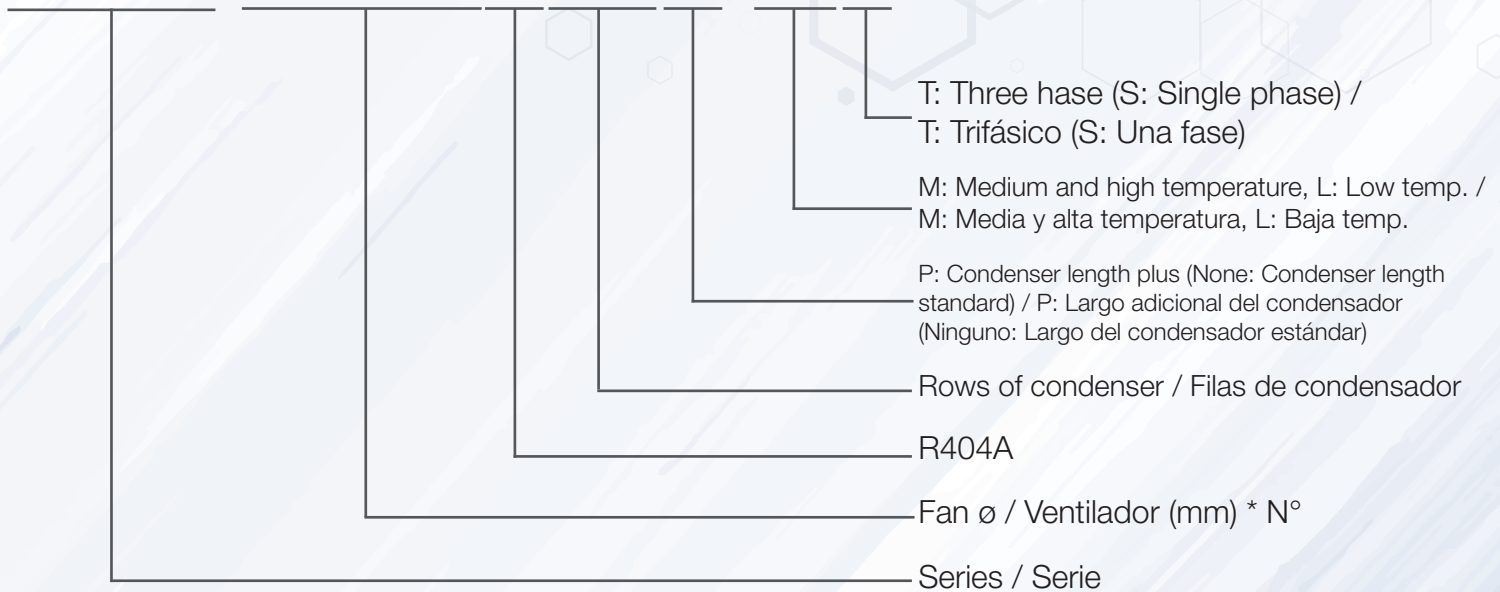 T: Three hase (S: Single phase) /
T: Trifásico (S: Una fase)
M: Medium and high temperature, L: Low temp. /
M: Media y alta temperatura, L: Baja temp.
P: Condenser length plus (None: Condenser length
standard) / P: Largo adicional del condensador
(Ninguno: Largo del condensador estándar)
Rows of condenser / Filas de condensador
R404A
Fan ø / Ventilador (mm) * N°
Series / Serie